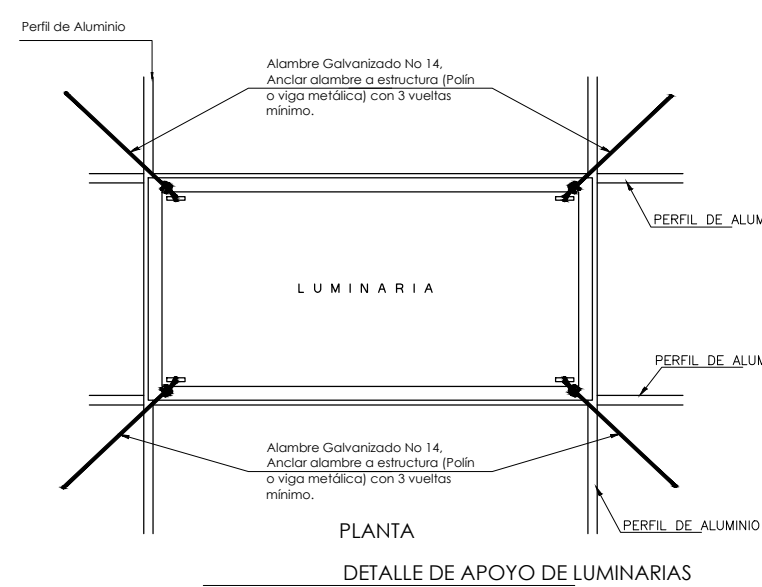 Perfil de Aluminio
Alambre Galvanizado No 14,
Anclar alambre a estructura (Polín
o viga metálica) con 3 vueltas
mínimo.
PERFIL DE ALUM
L U M I N A R I A
PERFIL DE ALUM
Alambre Galvanizado No 14,
Anclar alambre a estructura (Polín
o viga metálica) con 3 vueltas
mínimo.
PERFIL DE ALUMINIO
PLANTA
DETALLE DE APOYO DE LUMINARIAS